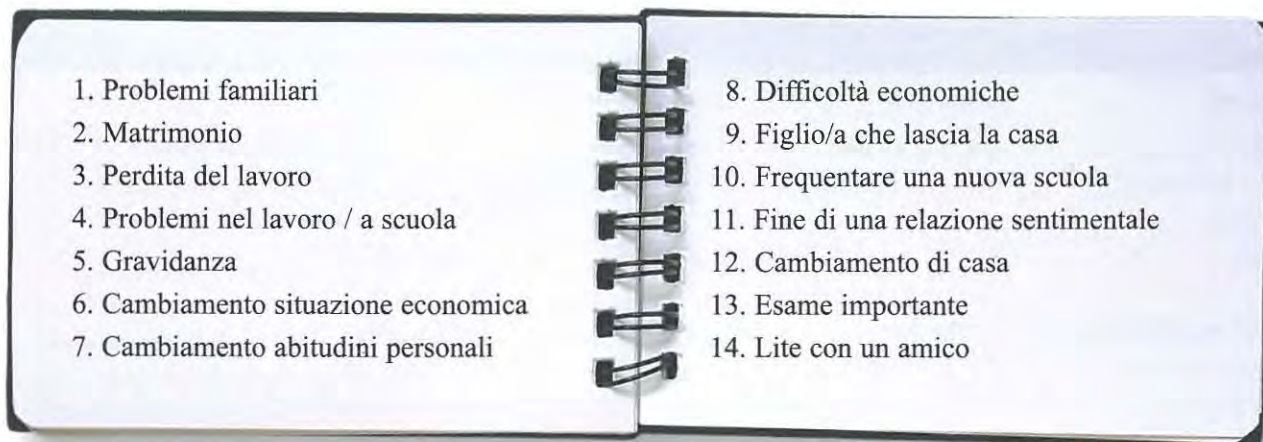 1. Problemi familiari
2. Matrimonio
3. Perdita del lavoro
4. Problemi nel lavoro / a scuola
5. Gravidanza
6. Cambiamento situazione economica
7. Cambiamento abitudini personali
8. Difficoltà economiche
9. Figlio/a che lascia la casa
10. Frequentare una nuova scuola
11. Fine di una relazione sentimentale
12. Cambiamento di casa
13. Esame importante
14. Lite con un amico